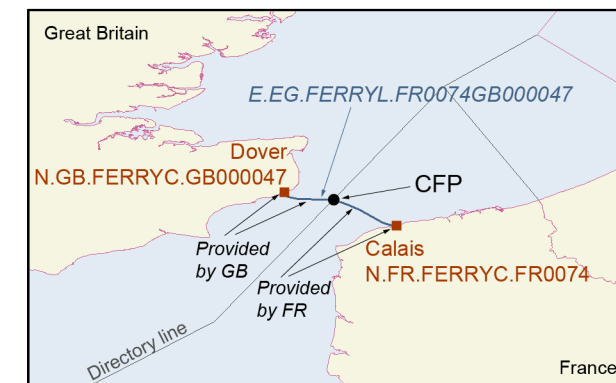 Great Britain
E.EG.FERRYL.FR0074GB000047
Dover
N.GB.FERRYC.GB000047
CFP
Provided
by GB
Calais
N.FR.FERRYC.FR0074
Provided
by FR
Directory line
France